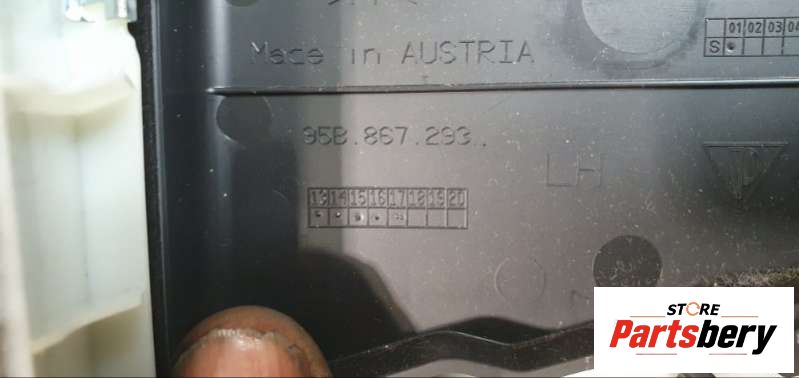 01 02 03 04
S
Made in AUSTRIA
95B.867.293.
LH
13 14 15 16 17 18 19 20
STORE
Partsbery